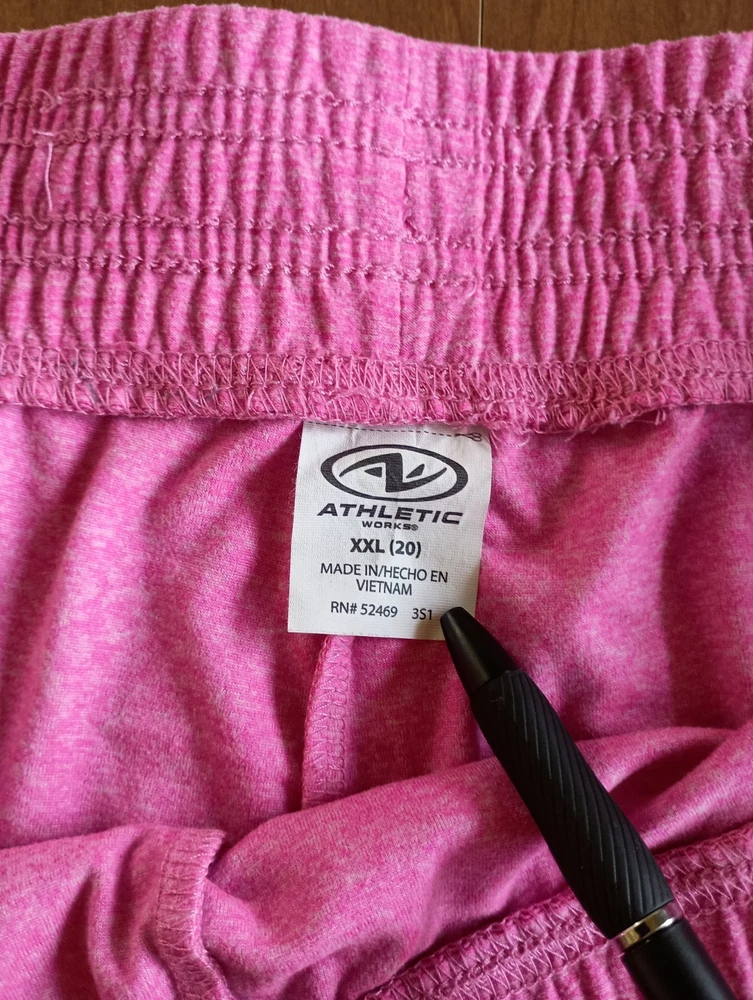 ATHLETIC
WORKS®
XXL (20)
MADE IN/HECHO EN
VIETNAM
RN# 52469 3S1